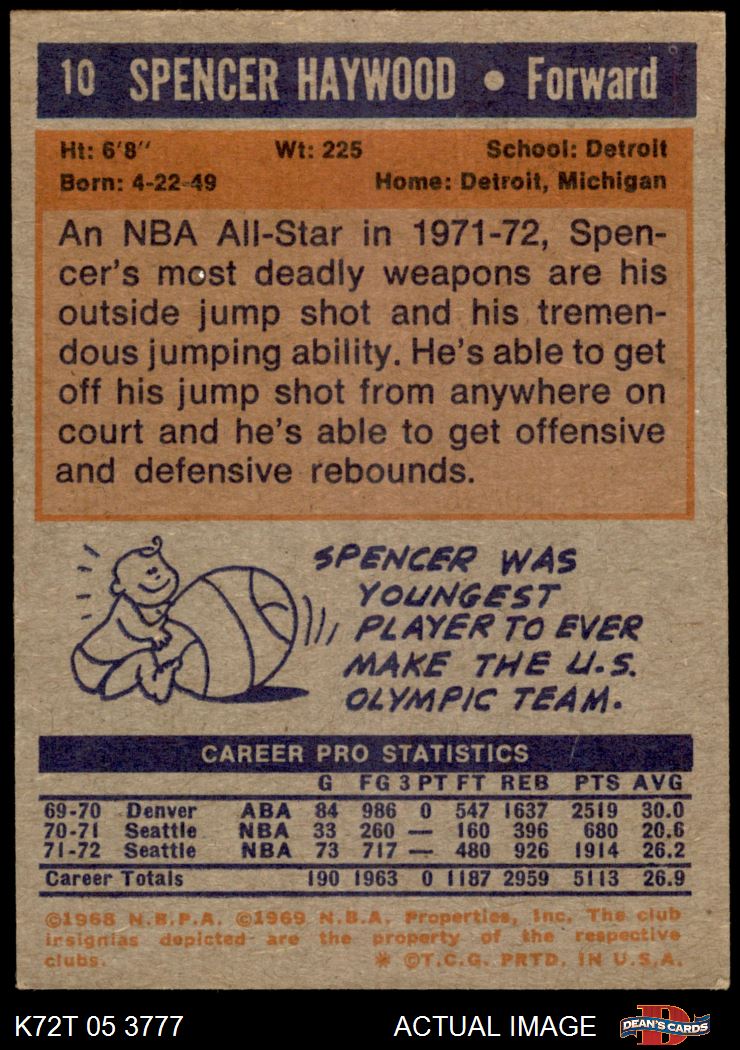 10 SPENCER HAYWOOD • Forward
Ht: 6'8" Wt: 225 School: Detroit
Born: 4-22-49 Home: Detroit, Michigan
An NBA All-Star in 1971-72, Spen-
cer's most deadly weapons are his
outside jump shot and his tremen-
dous jumping ability. He's able to get
off his jump shot from anywhere on
court and he's able to get offensive
and defensive rebounds.
SPENCER WAS
YOUNGEST
PLAYER TO EVER
MAKE THE U.S.
OLYMPIC TEAM.
CAREER PRO STATISTICS
G FG 3 PT FT REB PTS AVG
69-70 Denver ABA 84 986 0 547 1637 2519 30.0
70-71 Seattle NBA 33 260 — 160 396 680 20.6
71-72 Seattle NBA 73 717 — 480 926 1914 26.2
Career Totals 190 1963 0 1187 2959 5113 26.9
©1968 N.B.P.A. ©1969 N.B.A. Properties, Inc. The club
insignias depicted are the property of the respective
clubs. * ©T.C.G. PRTD. IN U.S.A.
K72T 05 3777 ACTUAL IMAGE D DEAN'S CARDS